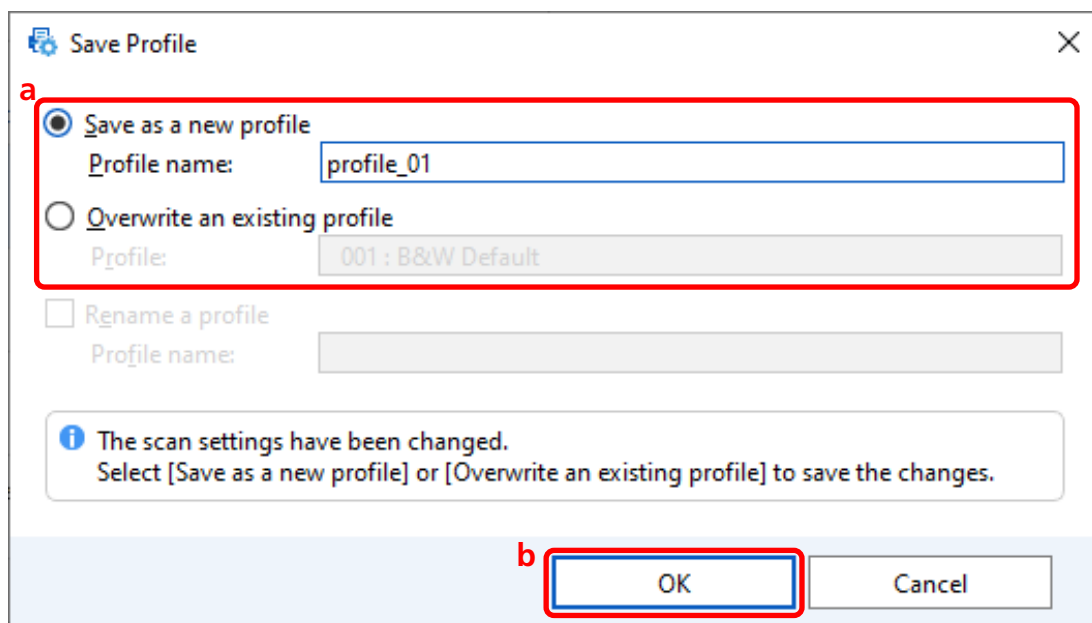 Save Profile
a
Save as a new profile
Profile name:
profile_01
Overwrite an existing profile
Profile:
001 : B&W Default
Rename a profile
Profile name:
The scan settings have been changed.
Select [Save as a new profile] or [Overwrite an existing profile] to save the changes.
b
OK
Cancel